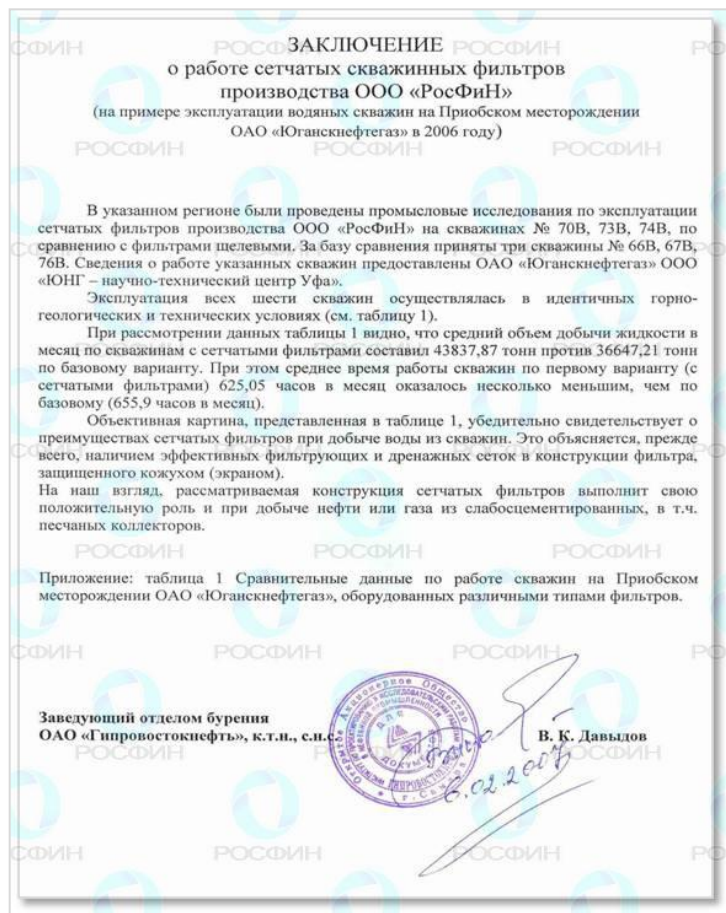 ЗАКЛЮЧЕНИЕ
о работе сетчатых скважинных фильтров
производства ООО «РосФиН»
(на примере эксплуатации водяных скважин на Приобском месторождении
ОАО «Юганскнефтегаз» в 2006 году)
В указанном регионе были проведены промысловые исследования по эксплуатации
сетчатых фильтров производства ООО «РосФиН» на скважинах № 70В, 73В, 74В, по
сравнению с фильтрами щелевыми. За базу сравнения приняты три скважины № 66В, 67В,
76В. Сведения о работе указанных скважин предоставлены ОАО «Юганскнефтегаз» ООО
«ЮНГ – научно-технический центр Уфа».
Эксплуатация всех шести скважин осуществлялась в идентичных горно-
геологических и технических условиях (см. таблицу 1).
При рассмотрении данных таблицы 1 видно, что средний объем добычи жидкости в
месяц по скважинам с сетчатыми фильтрами составил 43837,87 тонн против 36647,21 тонн
по базовому варианту. При этом среднее время работы скважин по первому варианту (с
сетчатыми фильтрами) 625,05 часов в месяц оказалось несколько меньшим, чем по
базовому (655,9 часов в месяц).
Объективная картина, представленная в таблице 1, убедительно свидетельствует о
преимуществах сетчатых фильтров при добыче воды из скважин. Это объясняется, прежде
всего, наличием эффективных фильтрующих и дренажных сеток в конструкции фильтра,
защищенного кожухом (экраном).
На наш взгляд, рассматриваемая конструкция сетчатых фильтров выполнит свою
положительную роль и при добыче нефти или газа из слабосцементированных, в т.ч.
песчаных коллекторов.
Приложение: таблица 1 Сравнительные данные по работе скважин на Приобском
месторождении ОАО «Юганскнефтегаз», оборудованных различными типами фильтров.
Заведующий отделом бурения
ОАО «Гипровостокнефть», к.т.н., с.н.с. В. К. Давыдов
6.02.2007
РОСФИН